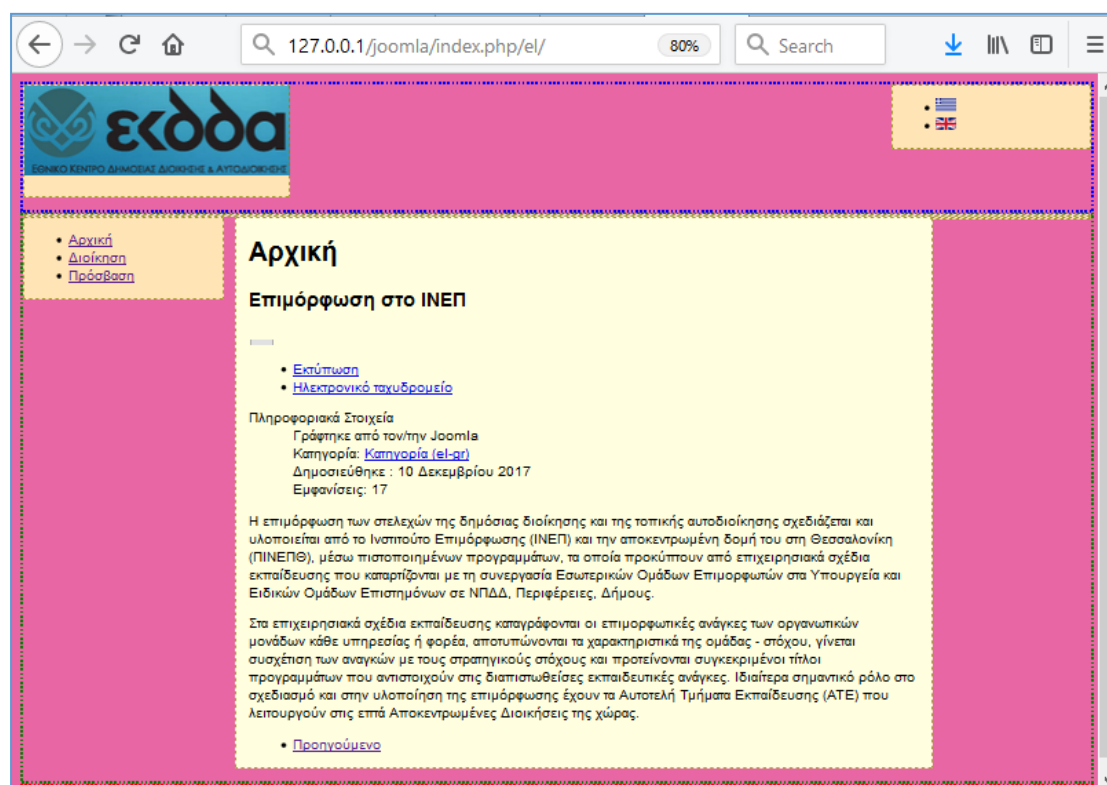 127.0.0.1/joomla/index.php/el/
80%
Search
εκδδα
ΕΘΝΙΚΟ ΚΕΝΤΡΟ ΔΗΜΟΣΙΑΣ ΔΙΟΙΚΗΣΗΣ & ΑΥΤΟΔΙΟΙΚΗΣΗΣ
Αρχική
Διοίκηση
Πρόσβαση
Αρχική
Επιμόρφωση στο ΙΝΕΠ
Εκτύπωση
Ηλεκτρονικό ταχυδρομείο
Πληροφοριακά Στοιχεία
Γράφτηκε από τον/την Joomla
Κατηγορία: Κατηγορία (el-gr)
Δημοσιεύθηκε : 10 Δεκεμβρίου 2017
Εμφανίσεις: 17
Η επιμόρφωση των στελεχών της δημόσιας διοίκησης και της τοπικής αυτοδιοίκησης σχεδιάζεται και
υλοποιείται από το Ινστιτούτο Επιμόρφωσης (ΙΝΕΠ) και την αποκεντρωμένη δομή του στη Θεσσαλονίκη
(ΠΙΝΕΠΘ), μέσω πιστοποιημένων προγραμμάτων, τα οποία προκύπτουν από επιχειρησιακά σχέδια
εκπαίδευσης που καταρτίζονται με τη συνεργασία Εσωτερικών Ομάδων Επιμορφωτών στα Υπουργεία και
Ειδικών Ομάδων Επιστημόνων σε ΝΠΔΔ, Περιφέρειες, Δήμους.
Στα επιχειρησιακά σχέδια εκπαίδευσης καταγράφονται οι επιμορφωτικές ανάγκες των οργανωτικών
μονάδων κάθε υπηρεσίας ή φορέα, αποτυπώνονται τα χαρακτηριστικά της ομάδας - στόχου, γίνεται
συσχέτιση των αναγκών με τους στρατηγικούς στόχους και προτείνονται συγκεκριμένοι τίτλοι
προγραμμάτων που αντιστοιχούν στις διαπιστωθείσες εκπαιδευτικές ανάγκες. Ιδιαίτερα σημαντικό ρόλο στο
σχεδιασμό και στην υλοποίηση της επιμόρφωσης έχουν τα Αυτοτελή Τμήματα Εκπαίδευσης (ΑΤΕ) που
λειτουργούν στις επτά Αποκεντρωμένες Διοικήσεις της χώρας.
Προηγούμενο